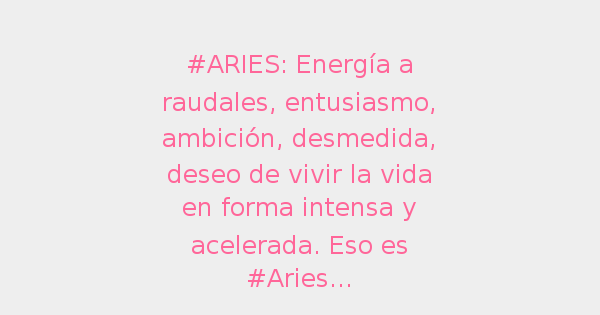 #ARIES: Energía a
raudales, entusiasmo,
ambición, desmedida,
deseo de vivir la vida
en forma intensa y
acelerada. Eso es
#Aries...